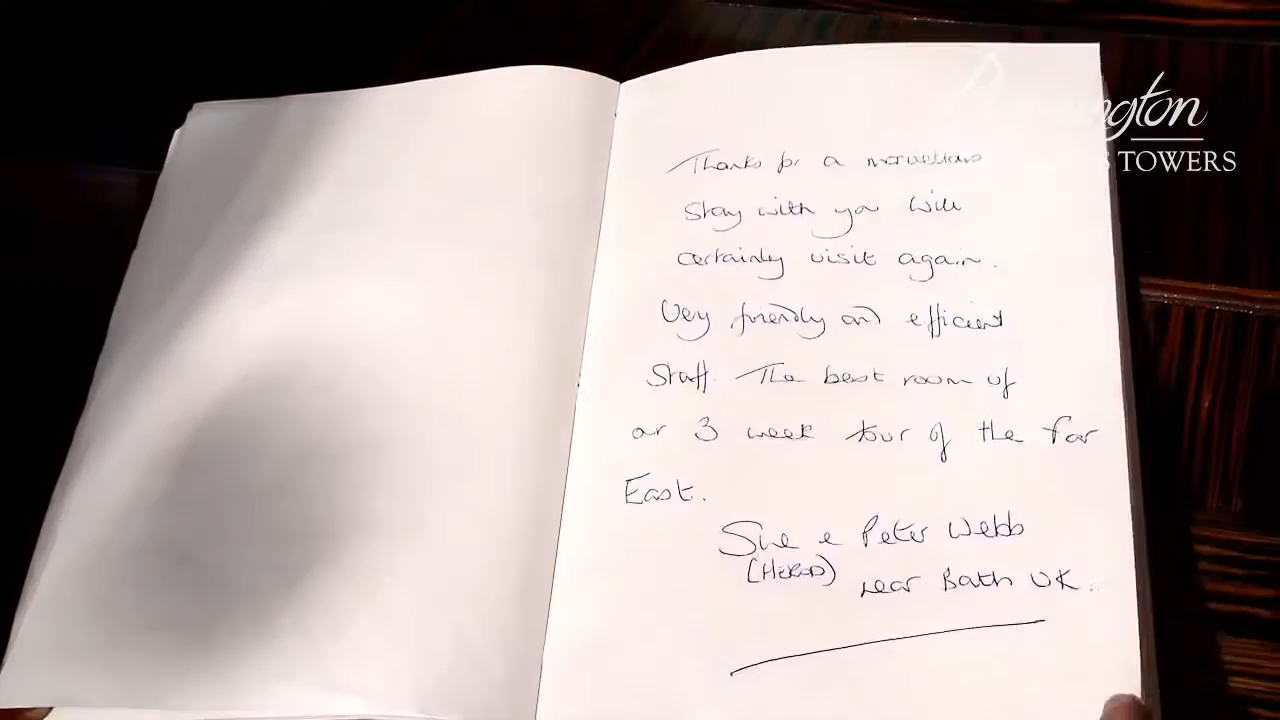 Thanks for a marvellous
Stay with you Will
certainly visit again.
Very friendly and efficient
Staff. The best room of
our 3 week tour of the far
East.
Sue & Peter Webb
near Bath UK.
ngton
TOWERS